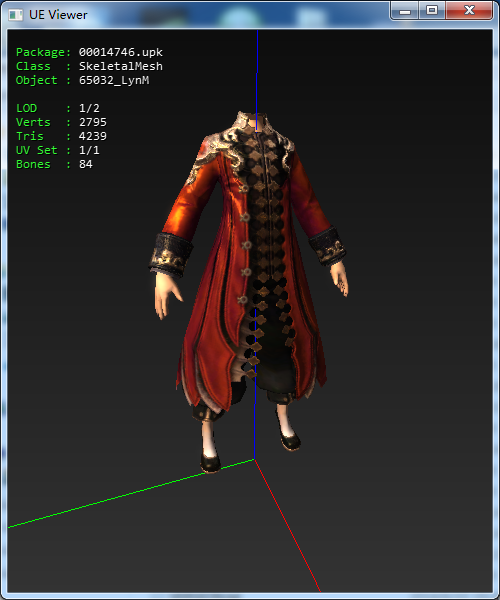 UE Viewer
Package: 00014746.upk
Class : SkeletalMesh
Object : 65032_LynM
LOD : 1/2
Verts : 2795
Tris : 4239
UV Set : 1/1
Bones : 84